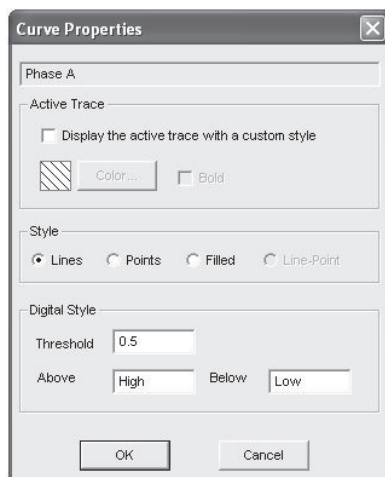 Curve Properties
Phase A
Active Trace
Display the active trace with a custom style
Color... Bold
Style
Lines Points Filled Line-Point
Digital Style
Threshold 0.5
Above High Below Low
OK Cancel